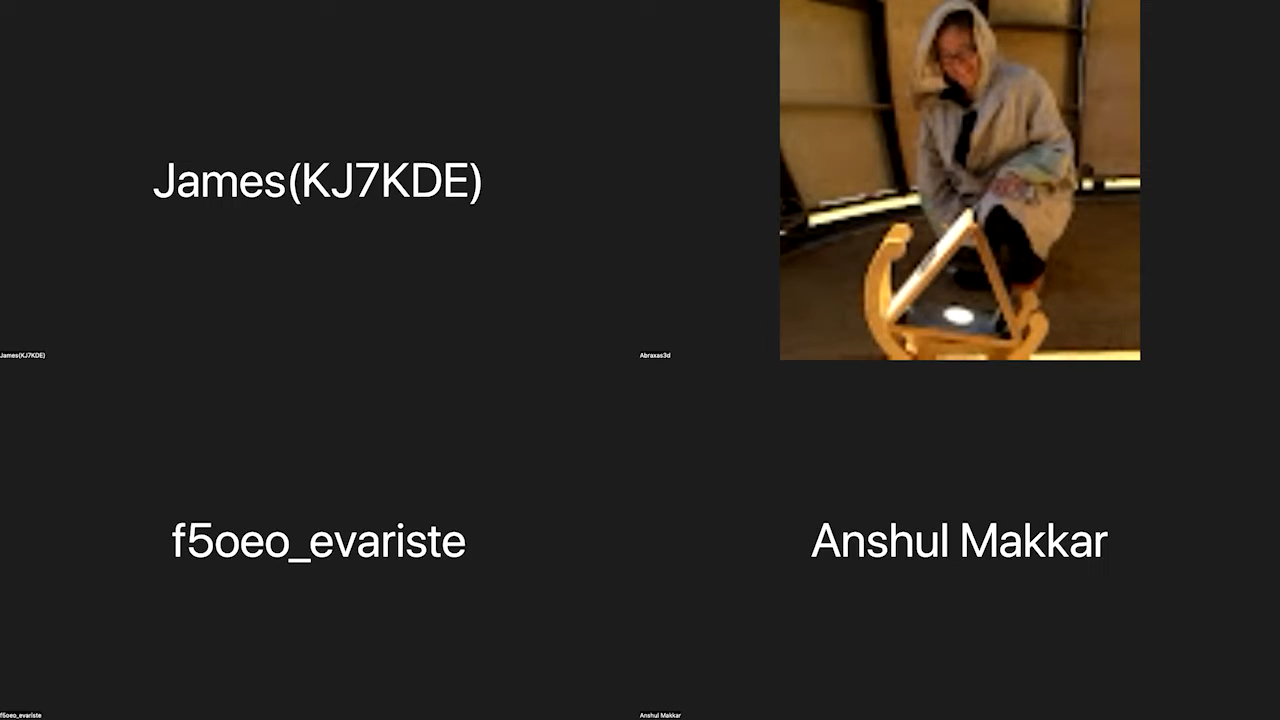 James(KJ7KDE)
James(KJ7KDE)
Abraxas3d
f5oeo_evariste
Anshul Makkar
f5oeo_evariste
Anshul Makkar